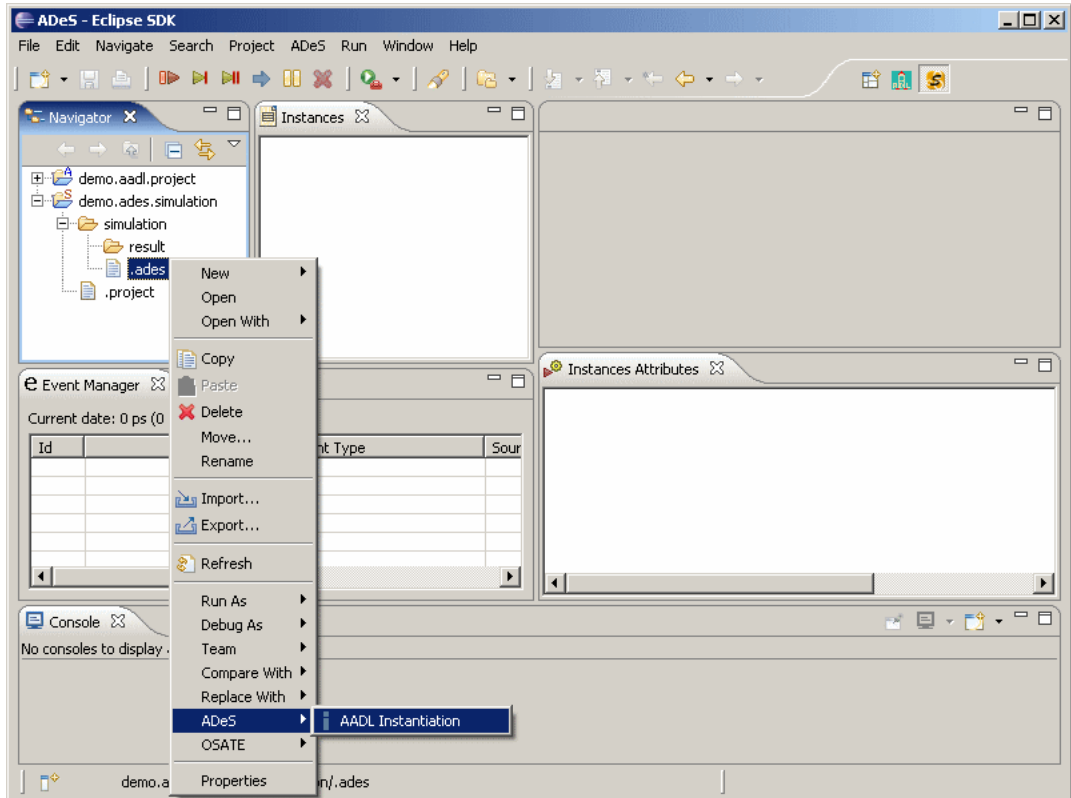 ADeS - Eclipse SDK
File Edit Navigate Search Project ADeS Run Window Help
Navigator
Instances
demo.aadl.project
demo.ades.simulation
simulation
result
.ades
.project
New
Open
Open With
Copy
Paste
Delete
Move...
Rename
Import...
Export...
Refresh
Run As
Debug As
Team
Compare With
Replace With
ADeS
AADL Instantiation
OSATE
Properties
Instances Attributes
Event Manager
Current date: 0 ps (0
Id
nt Type
Sour
Console
No consoles to display
demo.a
n/.ades